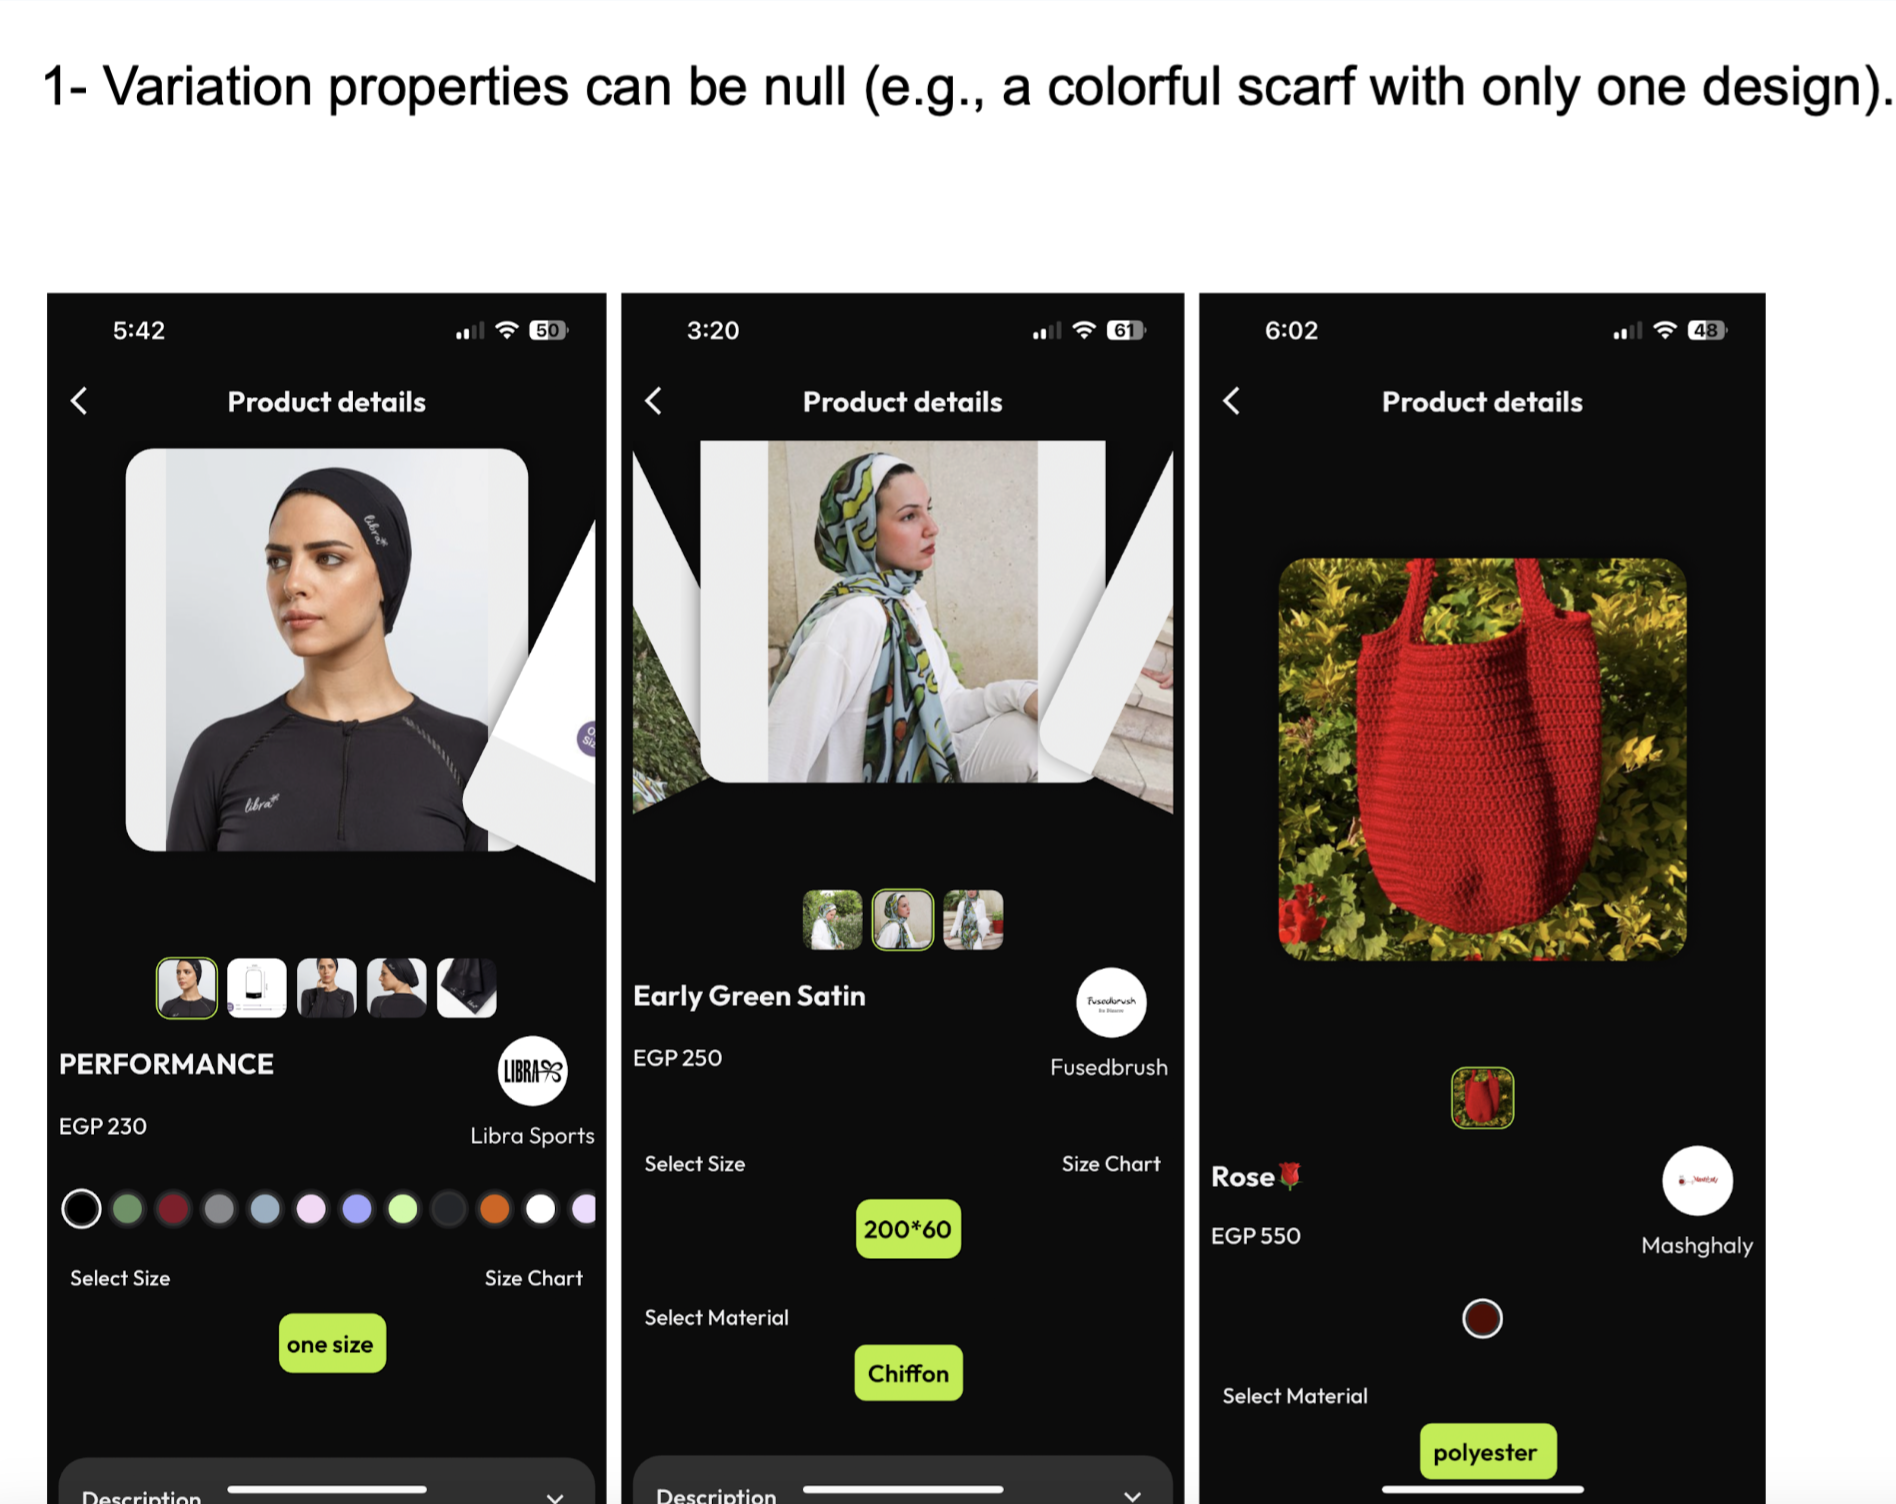 1- Variation properties can be null (e.g., a colorful scarf with only one design).
5:42
50
Product details
libra
libra
PERFORMANCE
LIBRA
EGP 230
Libra Sports
Select Size
Size Chart
one size
Description
3:20
61
Product details
Early Green Satin
Fusedbrush
EGP 250
Fusedbrush
Select Size
Size Chart
200*60
Select Material
Chiffon
Description
6:02
48
Product details
Rose🌹
EGP 550
Mashghaly
Select Material
polyester